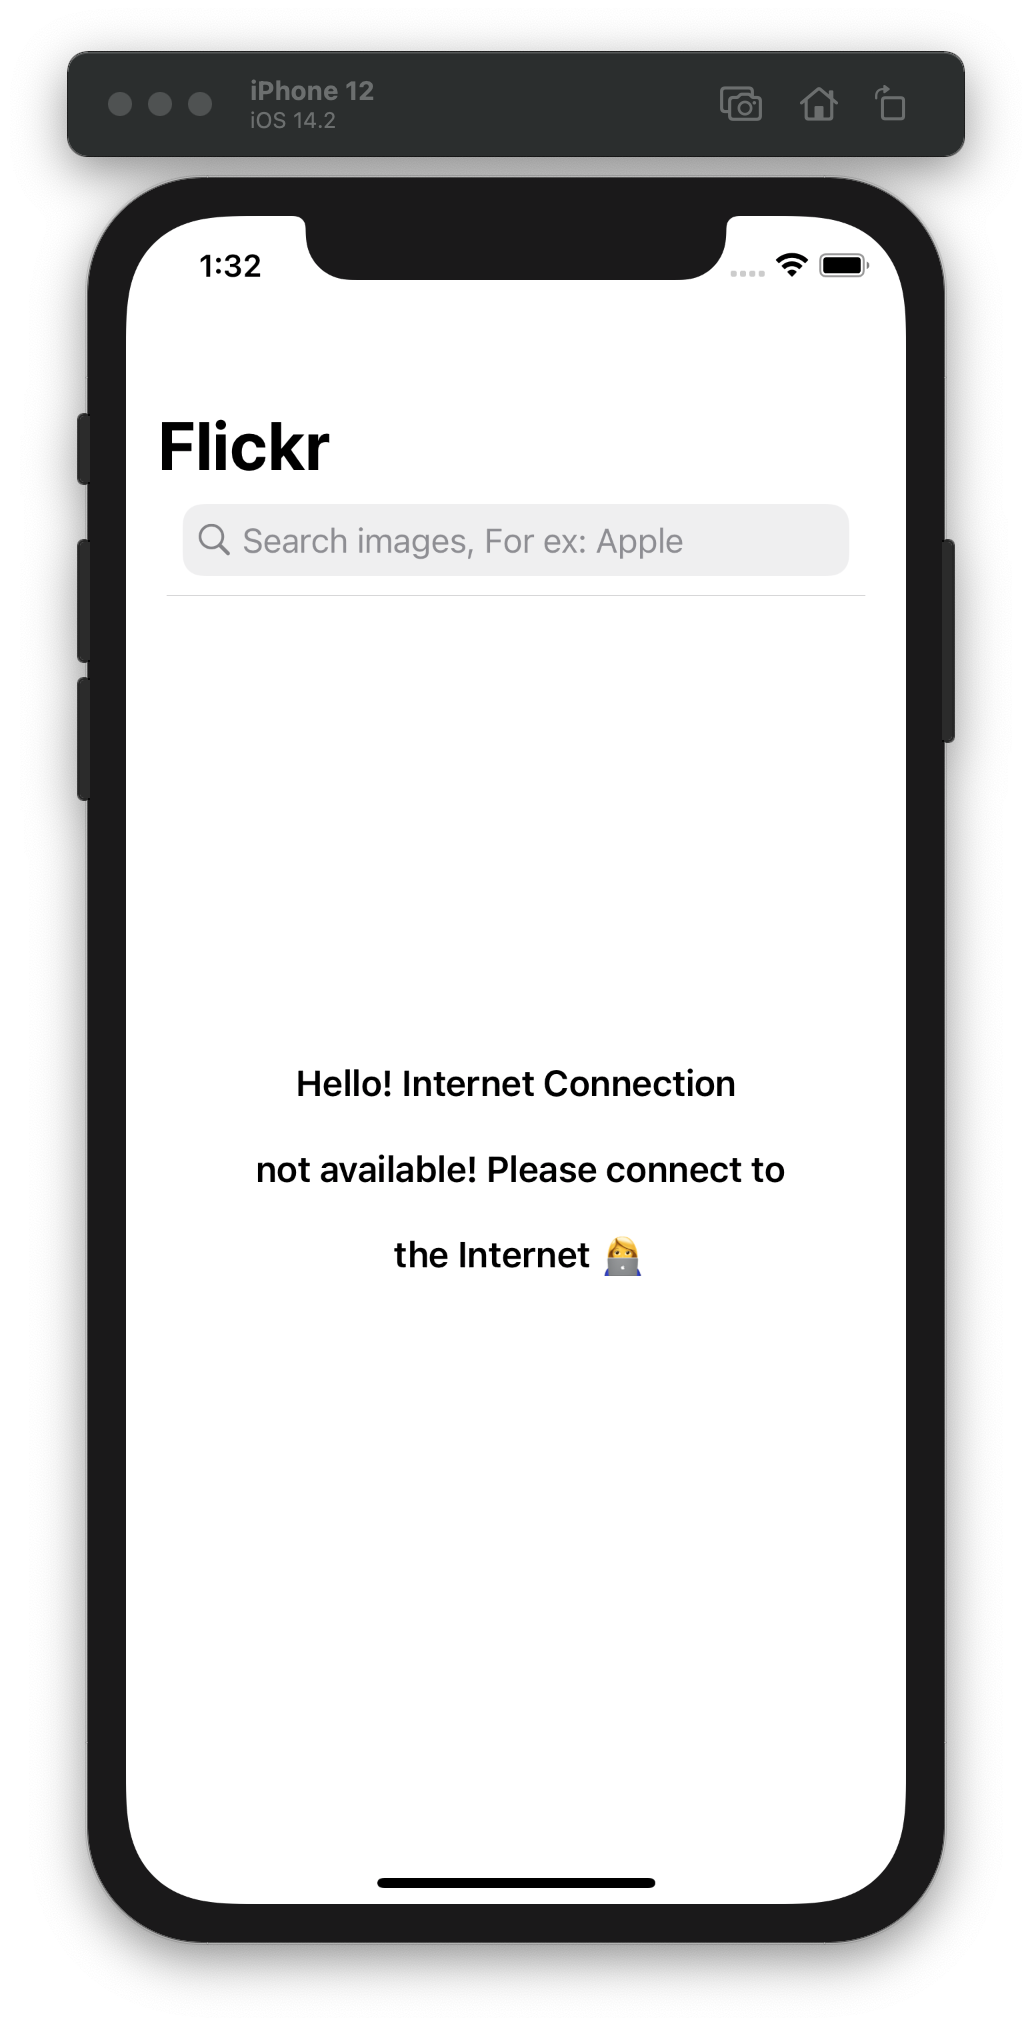 iPhone 12
iOS 14.2
1:32
Flickr
Search images, For ex: Apple
Hello! Internet Connection
not available! Please connect to
the Internet 👩‍💻